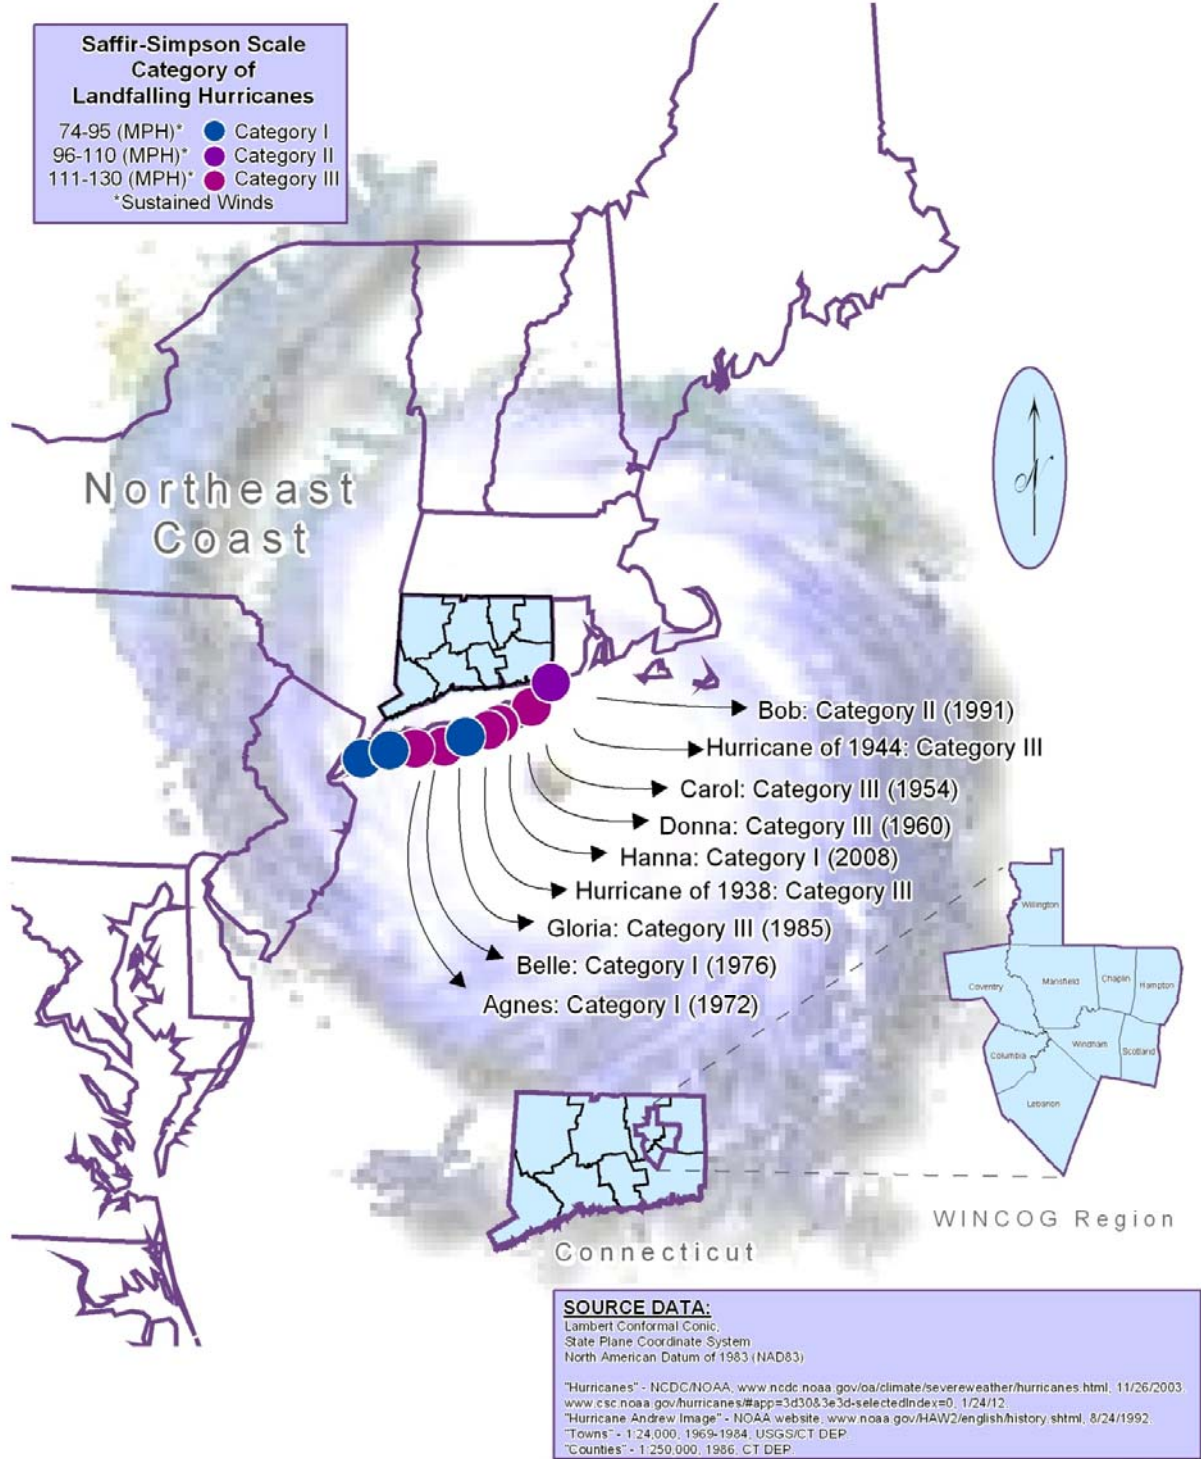 Saffir-Simpson Scale
Category of
Landfalling Hurricanes
74-95 (MPH)* Category I
96-110 (MPH)* Category II
111-130 (MPH)* Category III
*Sustained Winds
Northeast
Coast
N
Bob: Category II (1991)
Hurricane of 1944: Category III
Carol: Category III (1954)
Donna: Category III (1960)
Hanna: Category I (2008)
Hurricane of 1938: Category III
Gloria: Category III (1985)
Belle: Category I (1976)
Agnes: Category I (1972)
Willington
Coventry
Mansfield
Chaplin
Hampton
Columbia
Windham
Scotland
Lebanon
WINCOG Region
Connecticut
SOURCE DATA:
Lambert Conformal Conic,
State Plane Coordinate System
North American Datum of 1983 (NAD83)
"Hurricanes" - NCDC/NOAA, www.ncdc.noaa.gov/oa/climate/severeweather/hurricanes.html, 11/26/2003.
www.csc.noaa.gov/hurricanes/#app=3d30&3e3d-selectedIndex=0, 1/24/12.
"Hurricane Andrew Image" - NOAA website, www.noaa.gov/HAW2/english/history.shtml, 8/24/1992.
"Towns" - 1:24,000, 1969-1984, USGS/CT DEP.
"Counties" - 1:250,000, 1986, CT DEP.